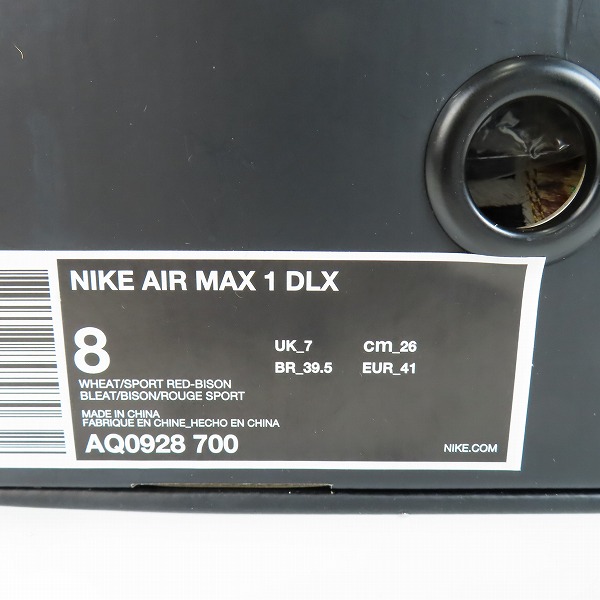 NIKE AIR MAX 1 DLX
8
UK_7 cm_26
BR_39.5 EUR_41
WHEAT/SPORT RED-BISON
BLEAT/BISON/ROUGE SPORT
MADE IN CHINA
FABRIQUE EN CHINE_HECHO EN CHINA
AQ0928 700
NIKE.COM